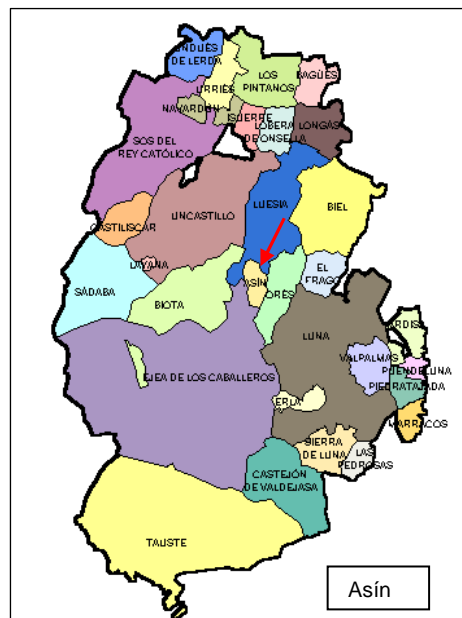 UNDUÉS
DE LERDA
URRIÉS
LOS
PINTANOS
BAGÜÉS
NAVARDÚN
ISUERRE
LOBERA
DE ONSELLA
LONGÁS
SOS DEL
REY CATÓLICO
UNCASTILLO
LUESIA
BIEL
CASTILISCAR
LAYANA
SÁDABA
BIOTA
ASÍN
ORÉS
EL
FRAGO
LUNA
ARDISA
VALPALMAS
PUENDELUNA
PIEDRATAJADA
EJEA DE LOS CABALLEROS
ERLA
MARRACOS
SIERRA
DE LUNA
LAS
PEDROSAS
CASTEJÓN
DE VALDEJASA
TAUSTE
Asín